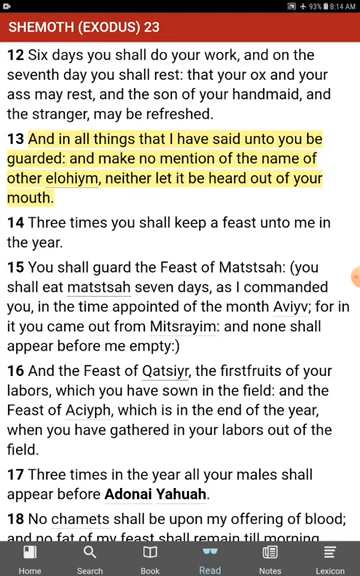 93% 8:14 AM
SHEMOTH (EXODUS) 23
12 Six days you shall do your work, and on the
seventh day you shall rest: that your ox and your
ass may rest, and the son of your handmaid, and
the stranger, may be refreshed.
13 And in all things that I have said unto you be
guarded: and make no mention of the name of
other elohiym, neither let it be heard out of your
mouth.
14 Three times you shall keep a feast unto me in
the year.
15 You shall guard the Feast of Matstsah: (you
shall eat matstsah seven days, as I commanded
you, in the time appointed of the month Aviyv; for in
it you came out from Mitsrayim: and none shall
appear before me empty:)
16 And the Feast of Qatsiyr, the firstfruits of your
labors, which you have sown in the field: and the
Feast of Aciyph, which is in the end of the year,
when you have gathered in your labors out of the
field.
17 Three times in the year all your males shall
appear before Adonai Yahuah.
18 No chamets shall be upon my offering of blood;
and no fat of my feast shall remain till morning
Home Search Book Read Notes Lexicon